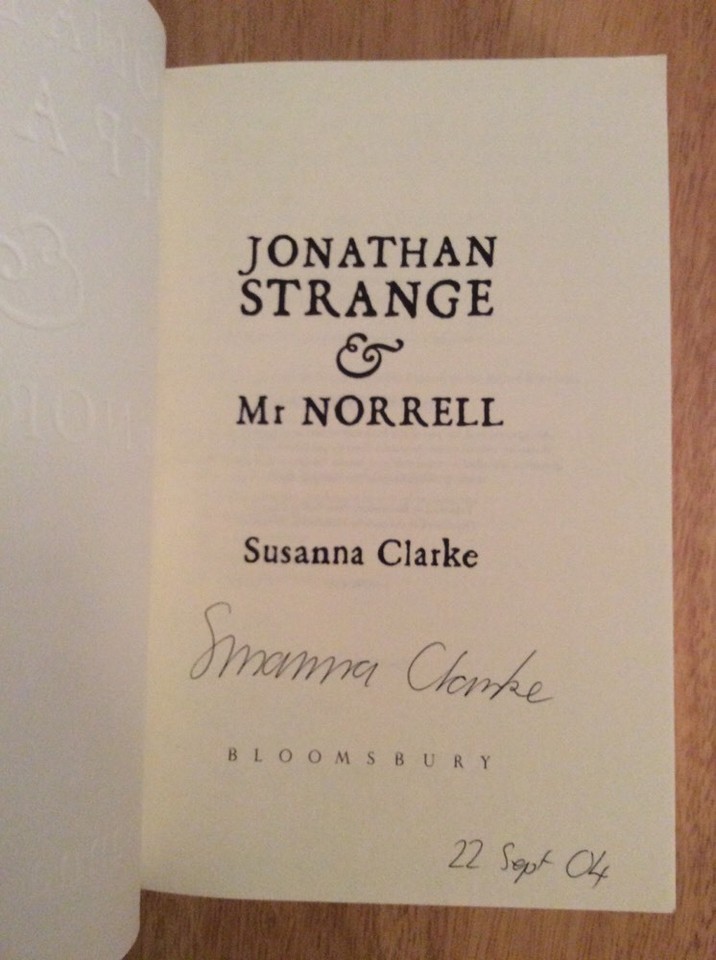 JONATHAN
STRANGE
&
Mr NORRELL
Susanna Clarke
Susanna Clarke
BLOOMSBURY
22 Sept 04